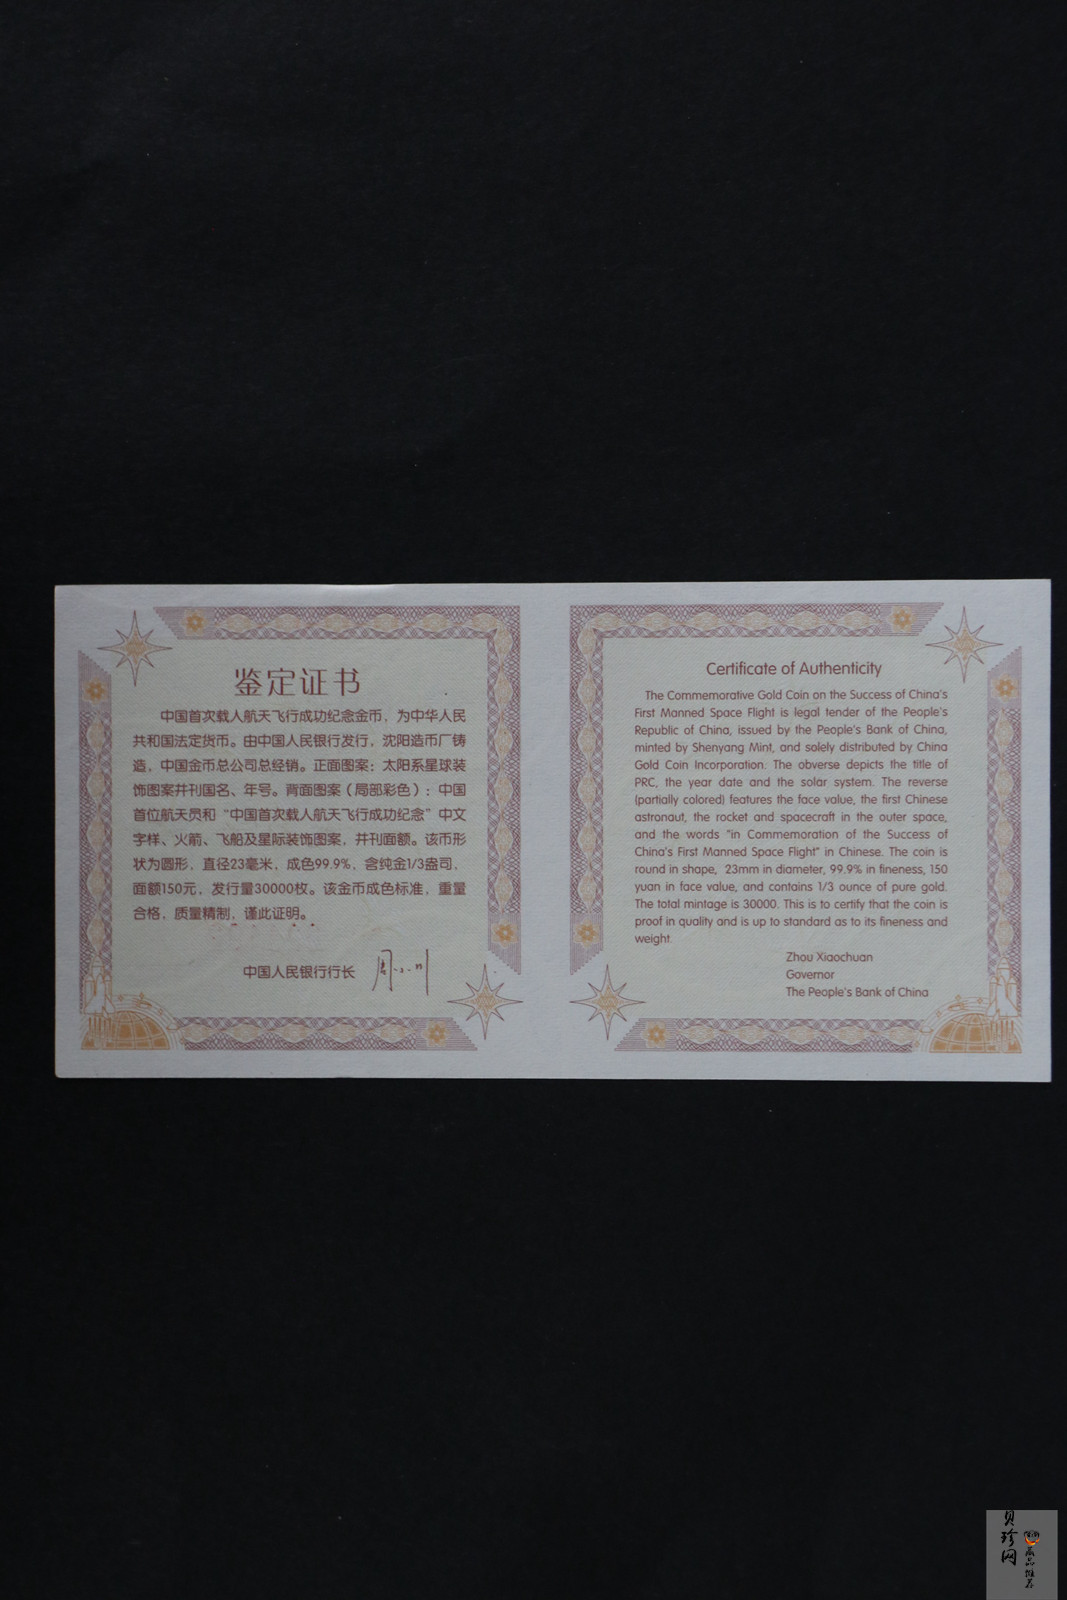 鉴定证书
中国首次载人航天飞行成功纪念金币，为中华人民
共和国法定货币。由中国人民银行发行，沈阳造币厂铸
造，中国金币总公司总经销。正面图案：太阳系星球装
饰图案并刊国名、年号。背面图案（局部彩色）：中国
首位航天员和“中国首次载人航天飞行成功纪念”中文
字样、火箭、飞船及星际装饰图案，并刊面额。该币形
状为圆形，直径23毫米，成色99.9%，含纯金1/3盎司，
面额150元，发行量30000枚。该金币成色标准，重量
合格，质量精制，谨此证明。
中国人民银行行长 周小川
Certificate of Authenticity
The Commemorative Gold Coin on the Success of China's
First Manned Space Flight is legal tender of the People's
Republic of China, issued by the People's Bank of China,
minted by Shenyang Mint, and solely distributed by China
Gold Coin Incorporation. The obverse depicts the title of
PRC, the year date and the solar system. The reverse
(partially colored) features the face value, the first Chinese
astronaut, the rocket and spacecraft in the outer space,
and the words "in Commemoration of the Success of
China's First Manned Space Flight" in Chinese. The coin is
round in shape, 23mm in diameter, 99.9% in fineness, 150
yuan in face value, and contains 1/3 ounce of pure gold.
The total mintage is 30000. This is to certify that the coin is
proof in quality and is up to standard as to its fineness and
weight.
Zhou Xiaochuan
Governor
The People's Bank of China
贝珍网
藏品推荐